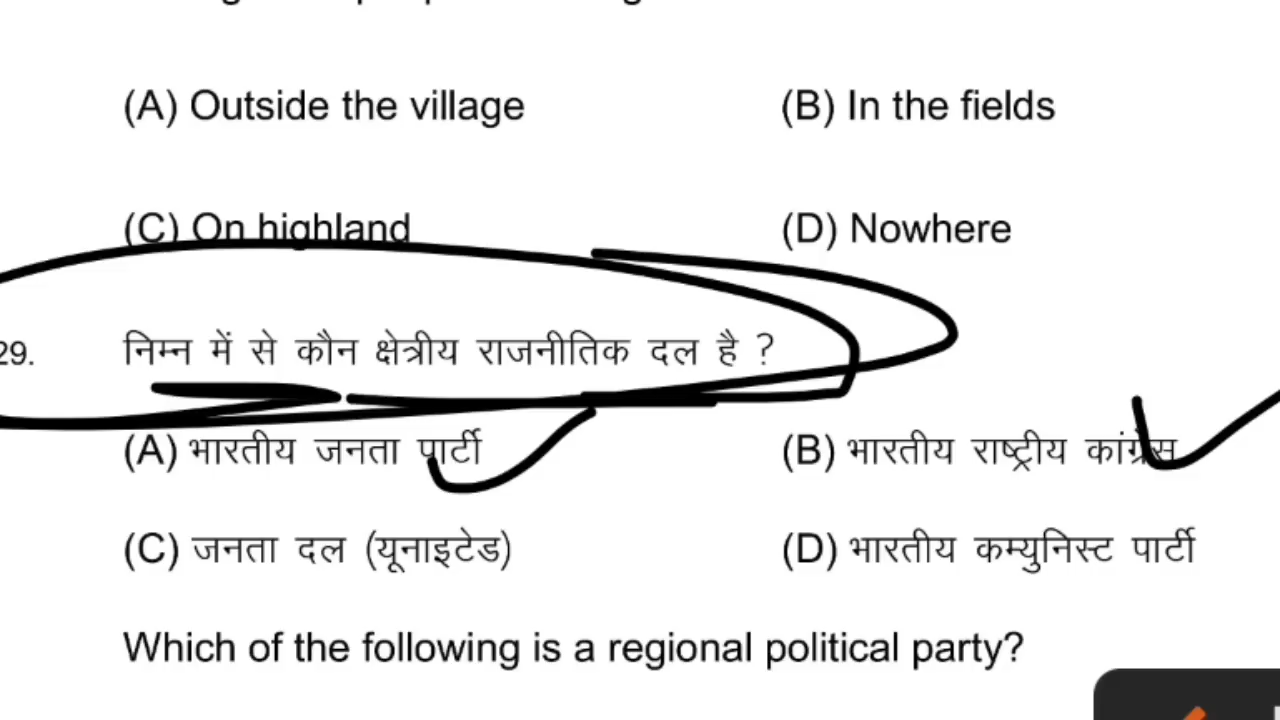 (A) Outside the village (B) In the fields
(C) On highland (D) Nowhere
29. निम्न में से कौन क्षेत्रीय राजनीतिक दल है ?
(A) भारतीय जनता पार्टी (B) भारतीय राष्ट्रीय कांग्रेस
(C) जनता दल (यूनाइटेड) (D) भारतीय कम्युनिस्ट पार्टी
Which of the following is a regional political party?